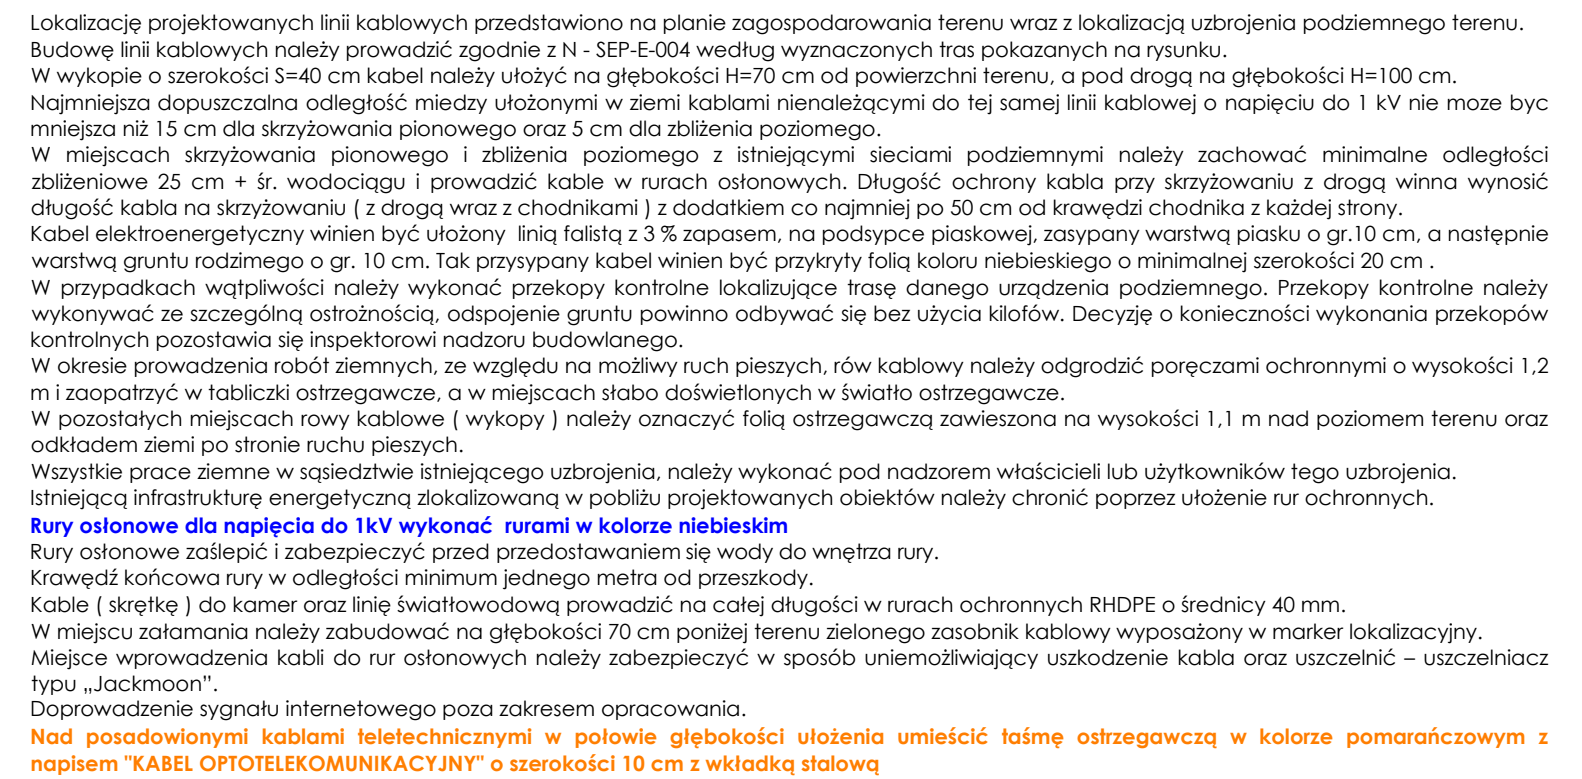 Lokalizację projektowanych linii kablowych przedstawiono na planie zagospodarowania terenu wraz z lokalizacją uzbrojenia podziemnego terenu.
Budowę linii kablowych należy prowadzić zgodnie z N - SEP-E-004 według wyznaczonych tras pokazanych na rysunku.
W wykopie o szerokości S=40 cm kabel należy ułożyć na głębokości H=70 cm od powierzchni terenu, a pod drogą na głębokości H=100 cm.
Najmniejsza dopuszczalna odległość miedzy ułożonymi w ziemi kablami nienależącymi do tej samej linii kablowej o napięciu do 1 kV nie moze byc
mniejsza niż 15 cm dla skrzyżowania pionowego oraz 5 cm dla zbliżenia poziomego.
W miejscach skrzyżowania pionowego i zbliżenia poziomego z istniejącymi sieciami podziemnymi należy zachować minimalne odległości
zbliżeniowe 25 cm + śr. wodociągu i prowadzić kable w rurach osłonowych. Długość ochrony kabla przy skrzyżowaniu z drogą winna wynosić
długość kabla na skrzyżowaniu ( z drogą wraz z chodnikami ) z dodatkiem co najmniej po 50 cm od krawędzi chodnika z każdej strony.
Kabel elektroenergetyczny winien być ułożony  linią falistą z 3 % zapasem, na podsypce piaskowej, zasypany warstwą piasku o gr.10 cm, a następnie
warstwą gruntu rodzimego o gr. 10 cm. Tak przysypany kabel winien być przykryty folią koloru niebieskiego o minimalnej szerokości 20 cm .
W przypadkach wątpliwości należy wykonać przekopy kontrolne lokalizujące trasę danego urządzenia podziemnego. Przekopy kontrolne należy
wykonywać ze szczególną ostrożnością, odspojenie gruntu powinno odbywać się bez użycia kilofów. Decyzję o konieczności wykonania przekopów
kontrolnych pozostawia się inspektorowi nadzoru budowlanego.
W okresie prowadzenia robót ziemnych, ze względu na możliwy ruch pieszych, rów kablowy należy odgrodzić poręczami ochronnymi o wysokości 1,2
m i zaopatrzyć w tabliczki ostrzegawcze, a w miejscach słabo doświetlonych w światło ostrzegawcze.
W pozostałych miejscach rowy kablowe ( wykopy ) należy oznaczyć folią ostrzegawczą zawieszona na wysokości 1,1 m nad poziomem terenu oraz
odkładem ziemi po stronie ruchu pieszych.
Wszystkie prace ziemne w sąsiedztwie istniejącego uzbrojenia, należy wykonać pod nadzorem właścicieli lub użytkowników tego uzbrojenia.
Istniejącą infrastrukturę energetyczną zlokalizowaną w pobliżu projektowanych obiektów należy chronić poprzez ułożenie rur ochronnych.
Rury osłonowe dla napięcia do 1kV wykonać  rurami w kolorze niebieskim
Rury osłonowe zaślepić i zabezpieczyć przed przedostawaniem się wody do wnętrza rury.
Krawędź końcowa rury w odległości minimum jednego metra od przeszkody.
Kable ( skrętkę ) do kamer oraz linię światłowodową prowadzić na całej długości w rurach ochronnych RHDPE o średnicy 40 mm.
W miejscu załamania należy zabudować na głębokości 70 cm poniżej terenu zielonego zasobnik kablowy wyposażony w marker lokalizacyjny.
Miejsce wprowadzenia kabli do rur osłonowych należy zabezpieczyć w sposób uniemożliwiający uszkodzenie kabla oraz uszczelnić – uszczelniacz
typu „Jackmoon”.
Doprowadzenie sygnału internetowego poza zakresem opracowania.
Nad posadowionymi kablami teletechnicznymi w połowie głębokości ułożenia umieścić taśmę ostrzegawczą w kolorze pomarańczowym z
napisem "KABEL OPTOTELEKOMUNIKACYJNY" o szerokości 10 cm z wkładką stalową